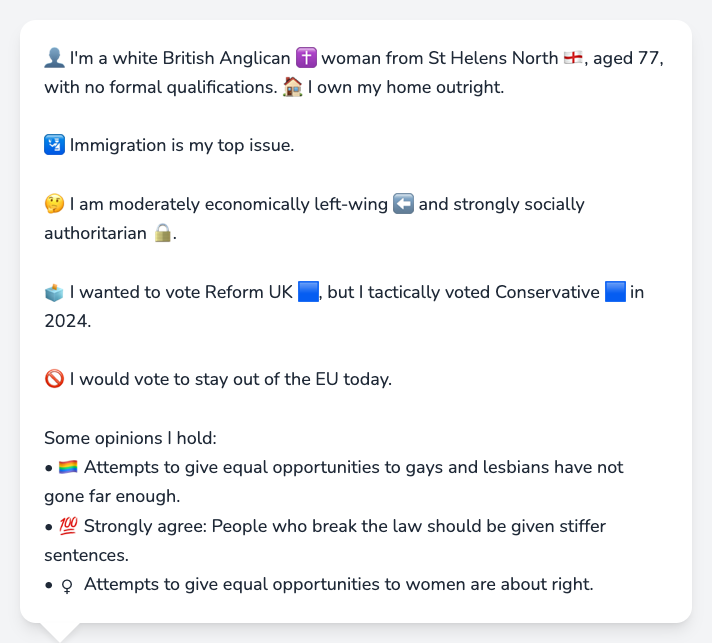 👤 I'm a white British Anglican ✝️ woman from St Helens North 🏴󠁧󠁢󠁥󠁮󠁧󠁿, aged 77,
with no formal qualifications. 🏠 I own my home outright.
🛂 Immigration is my top issue.
🤔 I am moderately economically left-wing ⬅️ and strongly socially
authoritarian 🔒.
🗳️ I wanted to vote Reform UK 🟦, but I tactically voted Conservative 🟦 in
2024.
🚫 I would vote to stay out of the EU today.
Some opinions I hold:
• 🏳️‍🌈 Attempts to give equal opportunities to gays and lesbians have not
gone far enough.
• 💯 Strongly agree: People who break the law should be given stiffer
sentences.
• ♀ Attempts to give equal opportunities to women are about right.